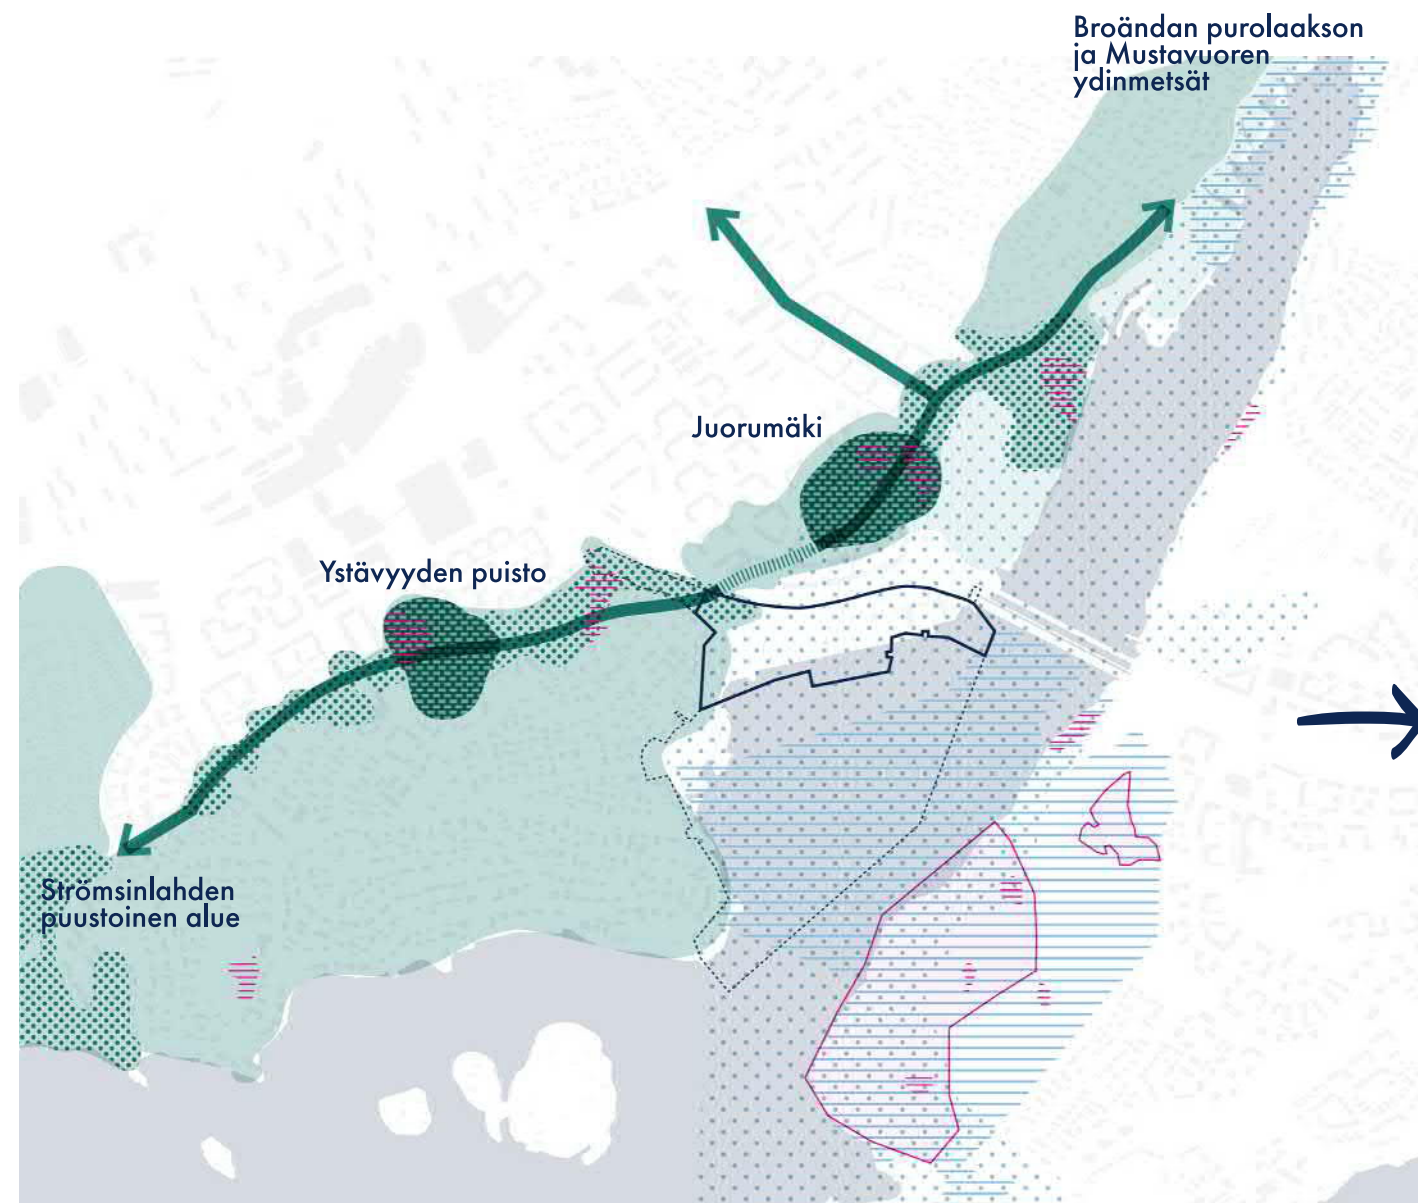 Broändan purolaakson
ja Mustavuoren
ydinmetsät
Juorumäki
Ystävyyden puisto
Strömsinlahden
puustoinen alue